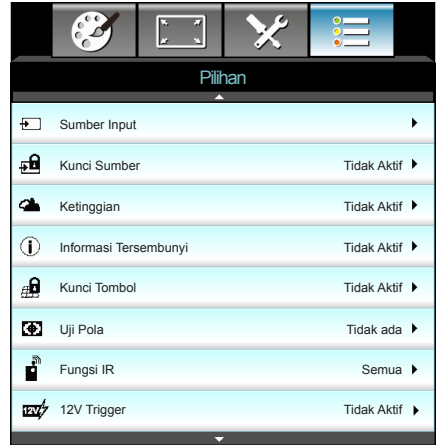 Pilihan
Sumber Input
Kunci Sumber Tidak Aktif
Ketinggian Tidak Aktif
Informasi Tersembunyi Tidak Aktif
Kunci Tombol Tidak Aktif
Uji Pola Tidak ada
Fungsi IR Semua
12V 12V Trigger Tidak Aktif